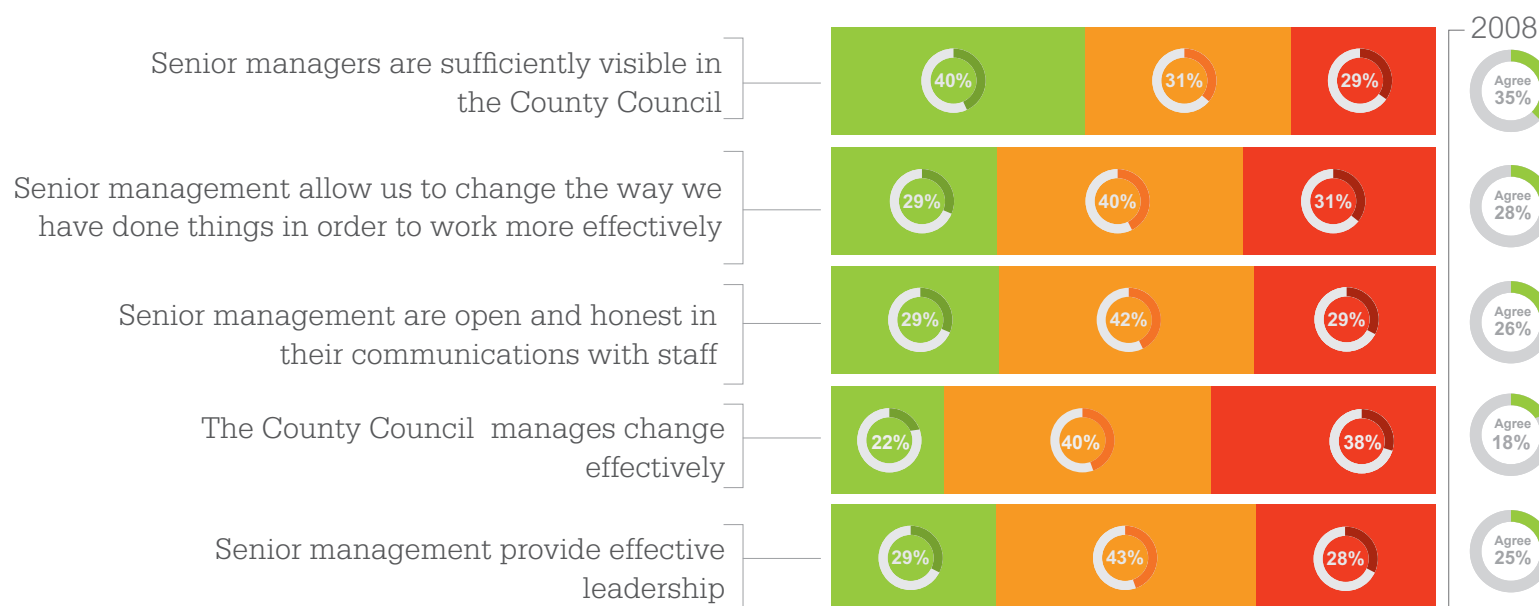 2008
Senior managers are sufficiently visible in
the County Council
40%
31%
29%
Agree
35%
Senior management allow us to change the way we
have done things in order to work more effectively
29%
40%
31%
Agree
28%
Senior management are open and honest in
their communications with staff
29%
42%
29%
Agree
26%
The County Council  manages change
effectively
22%
40%
38%
Agree
18%
Senior management provide effective
leadership
29%
43%
28%
Agree
25%